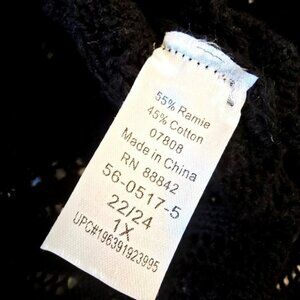 55% Ramie
45% Cotton
07808
Made in China
RN 88842
56-0517-5
22/24
1X
UPC#196391923995